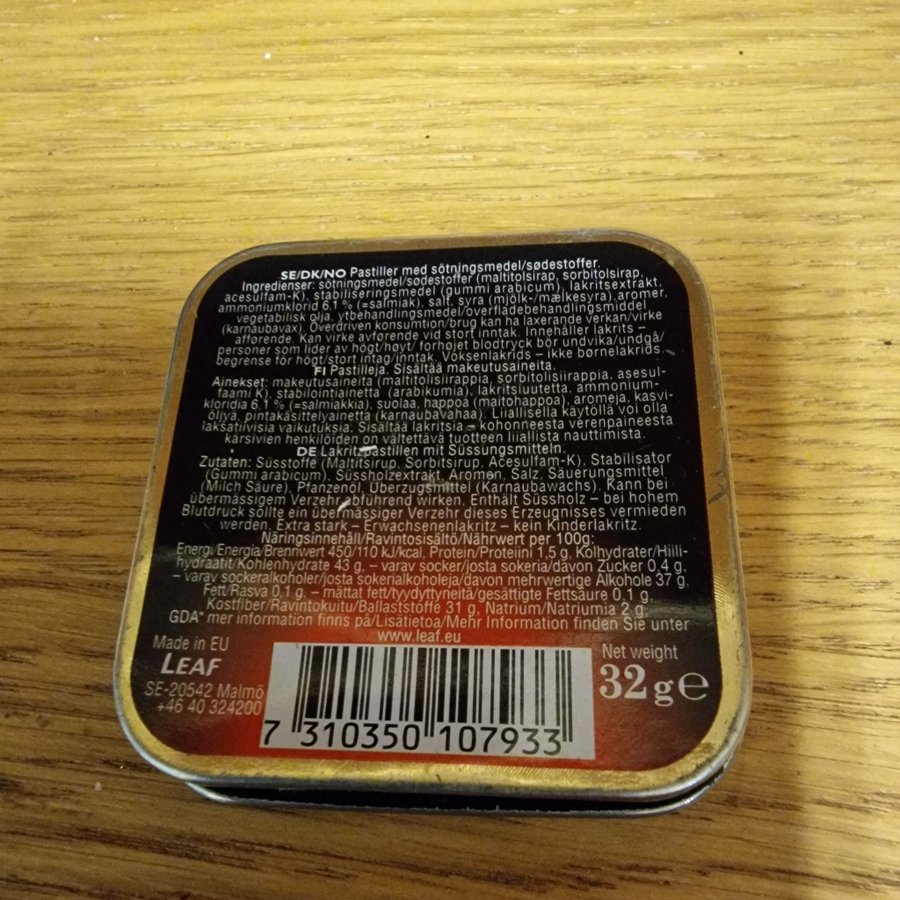 SE/DK/NO Pastiller med sötningsmedel/sødestoffer.
Ingredienser: sötningsmedel/sødestoffer (maltitolsirap, sorbitolsirap,
acesulfam-K), stabiliseringsmedel (gummi arabicum), lakritsextrakt,
ammoniumklorid 6,1 % (=salmiak), salt, syra (mjölk-/mælkesyra), aromer,
vegetabilisk olja, ytbehandlingsmedel/overfladebehandlingsmiddel
(karnaubavax). Överdriven konsumtion/brug kan ha laxerande verkan/virke
afførende. Kan virke avførende vid stort inntak. Innehåller lakrits –
personer som lider av högt/høyt/ forhøjet blodtryck bör undvika/undgå/
begrense for högt/stort intag/inntak. Voksenlakrids – ikke børnelakrids.
FI Pastilleja. Sisältää makeutusaineita.
Ainekset: makeutusaineita (maltitolisiirappia, sorbitolisiirappia, asesul-
faami K), stabilointiainetta (arabikumia), lakritsiuutetta, ammonium-
kloridia 6,1 % (=salmiakkia), suolaa, happoa (maitohappoa), aromeja, kasvi-
öljyä, pintakäsittelyainetta (karnaubavahaa). Liiallisella käytöllä voi olla
laksatiivisia vaikutuksia. Sisältää lakritsia – kohonneesta verenpaineesta
kärsivien henkilöiden on vältettävä tuotteen liiallista nauttimista.
DE Lakritzpastillen mit Süssungsmitteln.
Zutaten: Süsstoffe (Maltitsirup, Sorbitsirup, Acesulfam-K), Stabilisator
(Gummi arabicum), Süssholzextrakt, Aromen, Salz, Säuerungsmittel
(Milch Säure), Pflanzenöl, Überzugsmittel (Karnaubawachs). Kann bei
übermässigem Verzehr abführend wirken. Enthält Süssholz – bei hohem
Blutdruck sollte ein übermässiger Verzehr dieses Erzeugnisses vermieden
werden. Extra stark – Erwachsenenlakritz – kein Kinderlakritz.
Näringsinnehåll/Ravintosisältö/Nährwert per 100g:
Energi/Energia/Brennwert 450/110 kJ/kcal, Protein/Proteiini 1,5 g, Kolhydrater/Hiili-
hydraatit/Kohlenhydrate 43 g, – varav socker/josta sokeria/davon Zucker 0,4 g,
– varav sockeralkoholer/josta sokerialkoholeja/davon mehrwertige Alkohole 37 g,
Fett/Rasva 0,1 g, – mättat fett/tyydyttyneitä/gesättigte Fettsäure 0,1 g,
Kostfiber/Ravintokuitu/Ballaststoffe 31 g, Natrium/Natriumia 2 g.
GDA* mer information finns på/Lisätietoa/Mehr Information finden Sie unter
www.leaf.eu
Made in EU
LEAF
SE-20542 Malmö
+46 40 324200
Net weight
32 g e
7 310350 107933